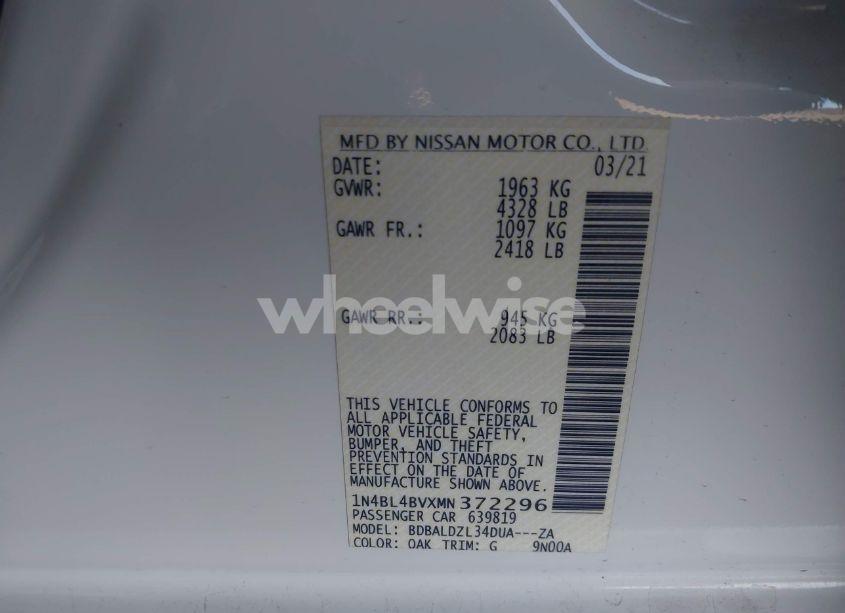 MFD BY NISSAN MOTOR CO., LTD.
DATE: 03/21
GVWR: 1963 KG
4328 LB
GAWR FR.: 1097 KG
2418 LB
wheelwise
GAWR RR.: 945 KG
2083 LB
THIS VEHICLE CONFORMS TO
ALL APPLICABLE FEDERAL
MOTOR VEHICLE SAFETY,
BUMPER, AND THEFT
PREVENTION STANDARDS IN
EFFECT ON THE DATE OF
MANUFACTURE SHOWN ABOVE.
1N4BL4BVXMN372296
PASSENGER CAR 639819
MODEL: BDBALDZL34DUA---ZA
COLOR: QAK TRIM: G 9N00A